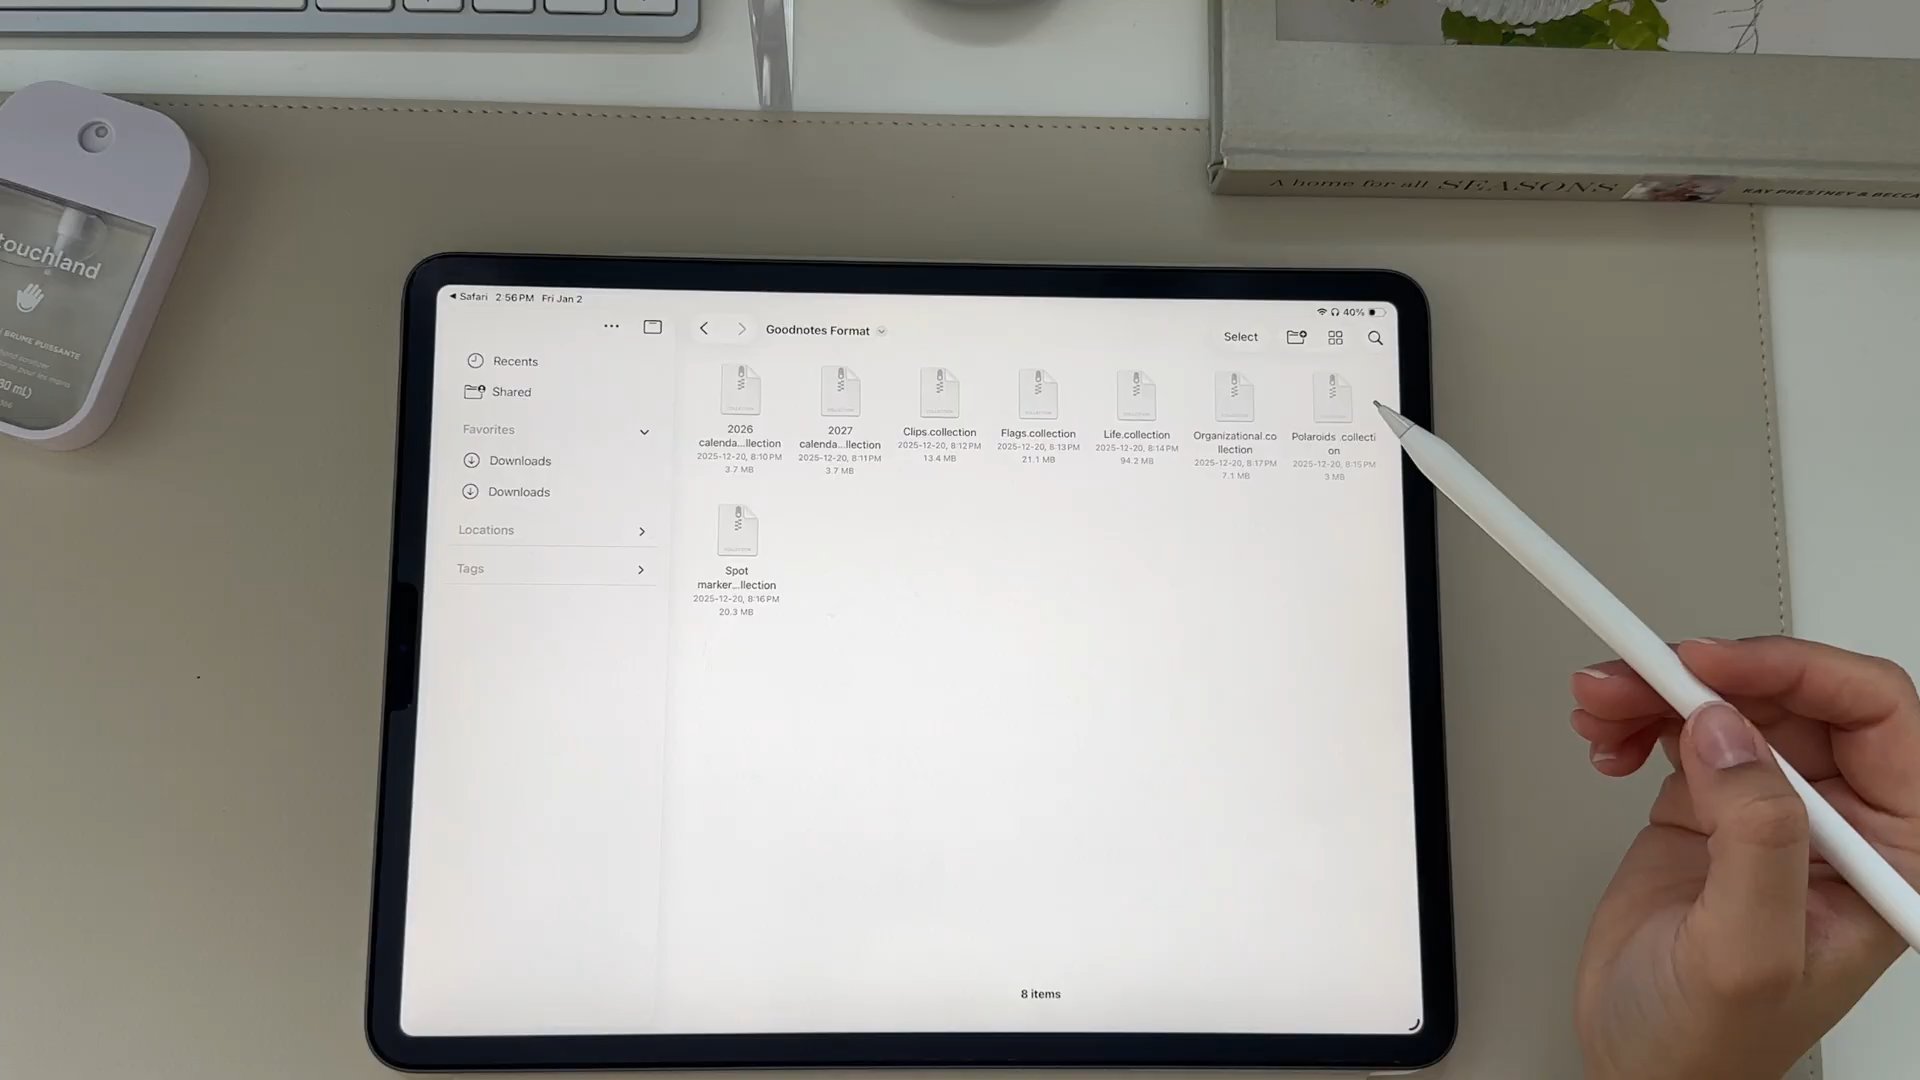 A home for all SEASONS
touchland
BRUME PUISSANTE
Safari 2:56 PM Fri Jan 2
40%
Goodnotes Format
Select
Recents
Shared
Favorites
Downloads
Downloads
Locations
Tags
2026
calenda...llection
2025-12-20, 8:10 PM
3.7 MB
2027
calenda...llection
2025-12-20, 8:11 PM
3.7 MB
Clips.collection
2025-12-20, 8:12 PM
13.4 MB
Flags.collection
2025-12-20, 8:13 PM
21.1 MB
Life.collection
2025-12-20, 8:14 PM
94.2 MB
Organizational.co
llection
2025-12-20, 8:17 PM
7.1 MB
Polaroids .collecti
on
2025-12-20, 8:15 PM
3 MB
Spot
marker...llection
2025-12-20, 8:16 PM
20.3 MB
8 items